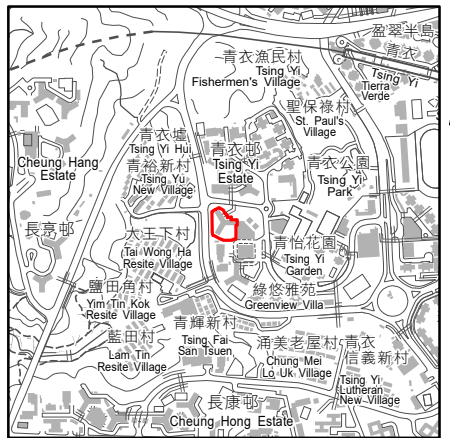 盈翠半島
青衣
Tsing Yi
Tierra
Verde
青衣漁民村
Tsing Yi
Fishermen's Village
聖保祿村
St. Paul's
Village
青衣墟
Tsing Yi Hui
青裕新村
Tsing Yu
New Village
青衣邨
Tsing Yi
Estate
青衣公園
Tsing Yi
Park
Cheung Hang
Estate
長亨邨
大王下村
Tai Wong Ha
Resite Village
青怡花園
Tsing Yi
Garden
鹽田角村
Yim Tin Kok
Resite Village
綠悠雅苑
Greenview Villa
藍田村
Lam Tin
Resite Village
青輝新村
Tsing Fai
San Tsuen
涌美老屋村
Chung Mei
Lo Uk Village
青衣
信義新村
Tsing Yi
Lutheran
New Village
長康邨
Cheung Hong Estate